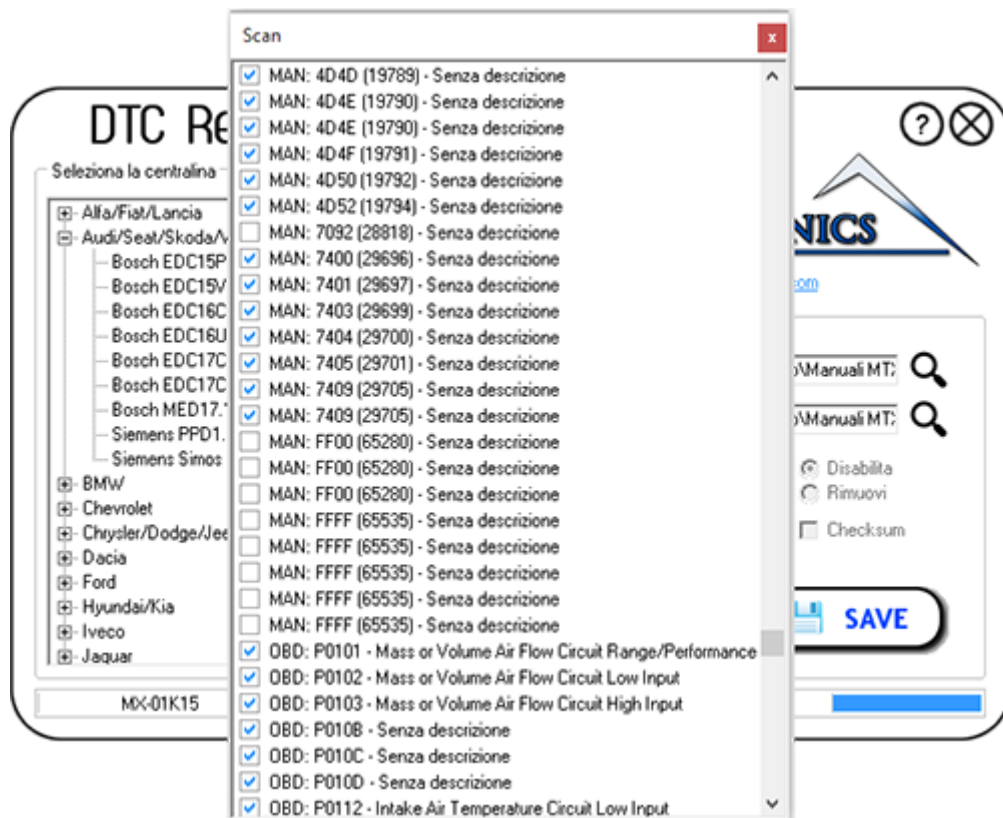 Scan
x
MAN: 4D4D (19789) - Senza descrizione
MAN: 4D4E (19790) - Senza descrizione
MAN: 4D4E (19790) - Senza descrizione
MAN: 4D4F (19791) - Senza descrizione
MAN: 4D50 (19792) - Senza descrizione
MAN: 4D52 (19794) - Senza descrizione
MAN: 7092 (28818) - Senza descrizione
MAN: 7400 (29696) - Senza descrizione
MAN: 7401 (29697) - Senza descrizione
MAN: 7403 (29699) - Senza descrizione
MAN: 7404 (29700) - Senza descrizione
MAN: 7405 (29701) - Senza descrizione
MAN: 7409 (29705) - Senza descrizione
MAN: 7409 (29705) - Senza descrizione
MAN: FF00 (65280) - Senza descrizione
MAN: FF00 (65280) - Senza descrizione
MAN: FF00 (65280) - Senza descrizione
MAN: FFFF (65535) - Senza descrizione
MAN: FFFF (65535) - Senza descrizione
MAN: FFFF (65535) - Senza descrizione
MAN: FFFF (65535) - Senza descrizione
MAN: FFFF (65535) - Senza descrizione
OBD: P0101 - Mass or Volume Air Flow Circuit Range/Performance
OBD: P0102 - Mass or Volume Air Flow Circuit Low Input
OBD: P0103 - Mass or Volume Air Flow Circuit High Input
OBD: P010B - Senza descrizione
OBD: P010C - Senza descrizione
OBD: P010D - Senza descrizione
OBD: P0112 - Intake Air Temperature Circuit Low Input
DTC Re
Seleziona la centralina
Alfa/Fiat/Lancia
Audi/Seat/Skoda/V
Bosch EDC15P
Bosch EDC15V
Bosch EDC16C
Bosch EDC16U
Bosch EDC17C
Bosch EDC17C
Bosch MED17.
Siemens PPD1.
Siemens Simos
BMW
Chevrolet
Chrysler/Dodge/Jee
Dacia
Ford
Hyundai/Kia
Iveco
Jaguar
MX-01K15
?
NICS
om
\Manuali MT
\Manuali MT
Disabilita
Rimuovi
Checksum
SAVE